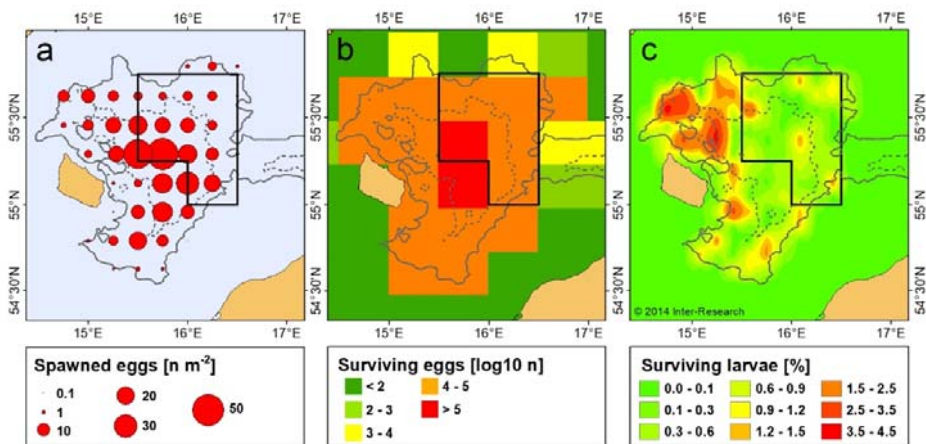 15°E 16°E 17°E
15°E 16°E 17°E
15°E 16°E 17°E
a
b
c
55°30'N
55°N
54°30'N
55°30'N
55°N
54°30'N
© 2014 Inter-Research
15°E 16°E 17°E
15°E 16°E 17°E
15°E 16°E 17°E
Spawned eggs [n m⁻²]
0.1
1
10
20
30
50
Surviving eggs [log10 n]
< 2
2 - 3
3 - 4
4 - 5
> 5
Surviving larvae [%]
0.0 - 0.1
0.1 - 0.3
0.3 - 0.6
0.6 - 0.9
0.9 - 1.2
1.2 - 1.5
1.5 - 2.5
2.5 - 3.5
3.5 - 4.5